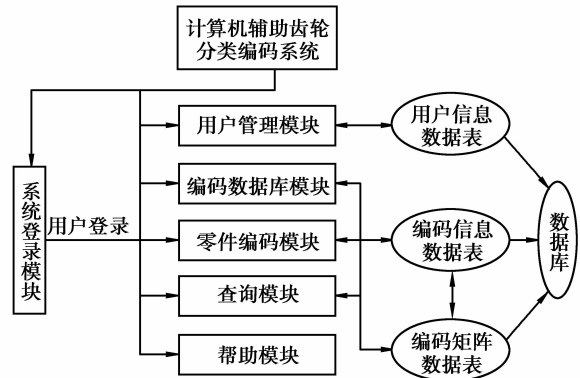 计算机辅助齿轮
分类编码系统
用户管理模块
用户信息
数据表
编码数据库模块
系统登录模块
用户登录
零件编码模块
编码信息
数据表
数据库
查询模块
帮助模块
编码矩阵
数据表